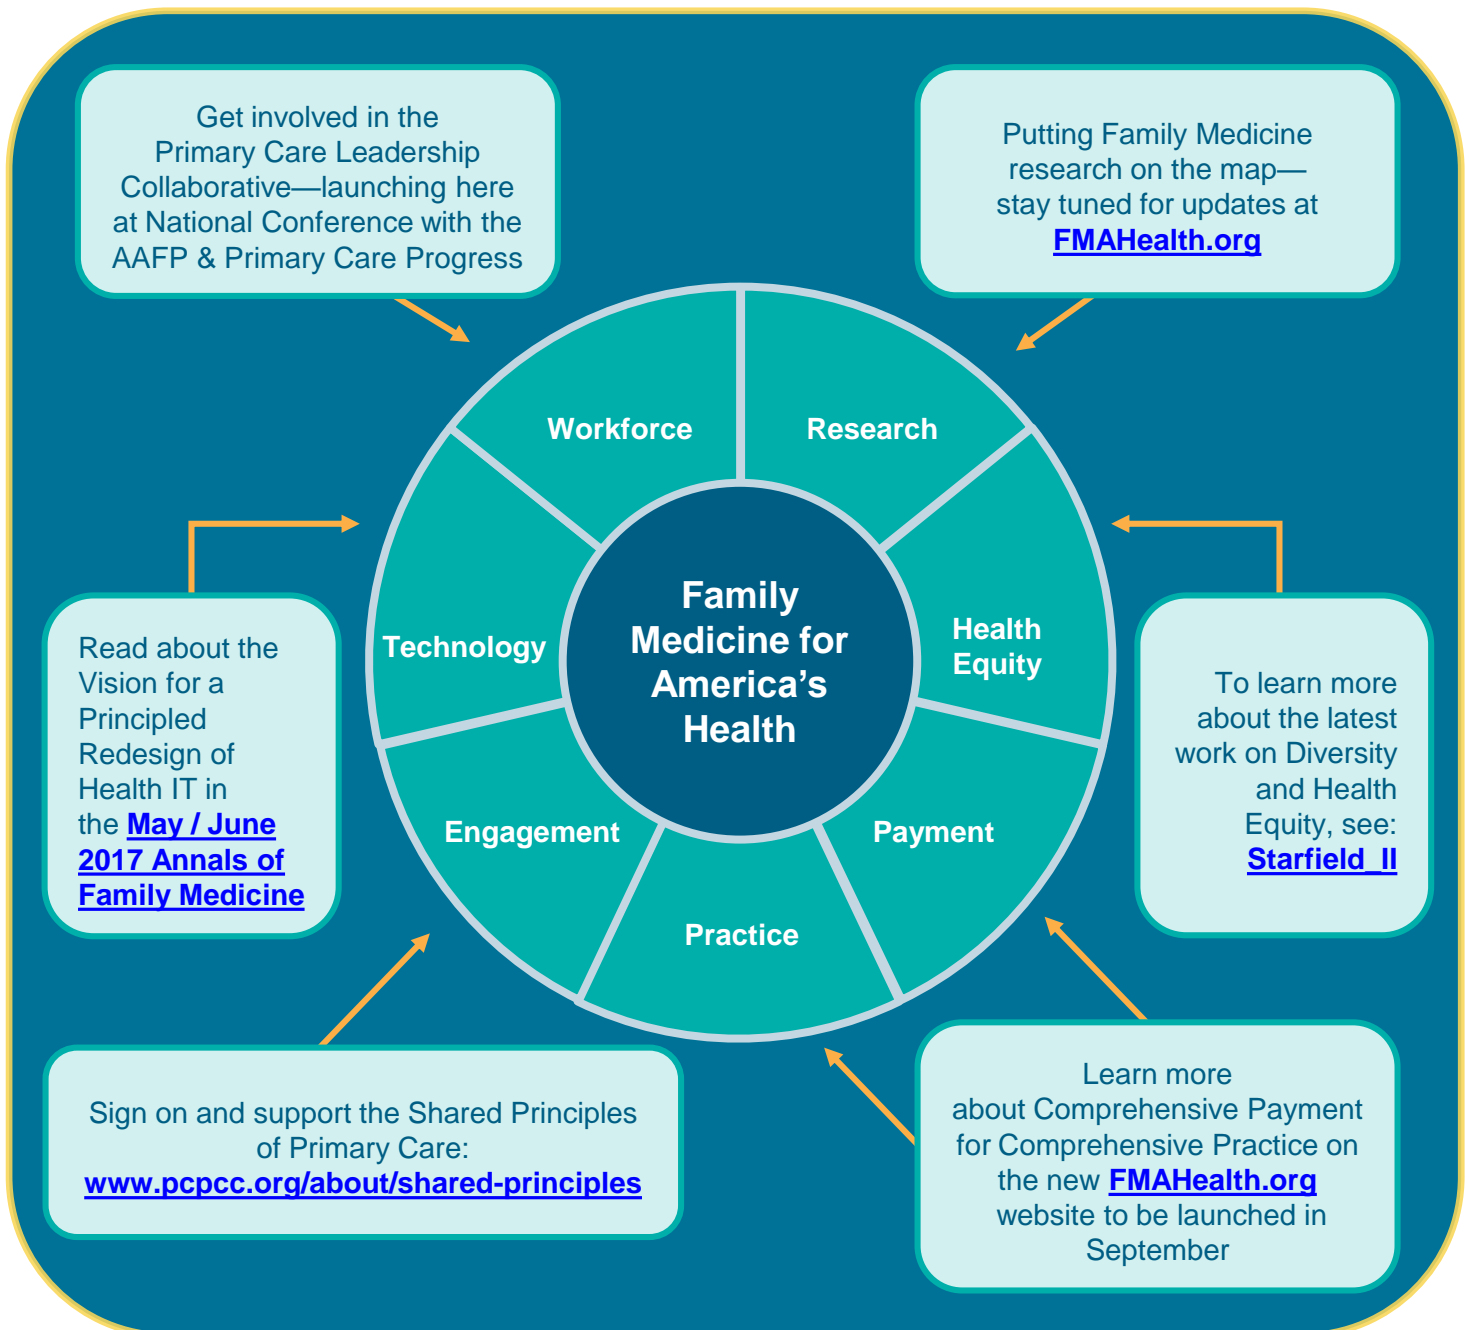 Get involved in the
Primary Care Leadership
Collaborative—launching here
at National Conference with the
AAFP & Primary Care Progress
Putting Family Medicine
research on the map—
stay tuned for updates at
FMAHealth.org
Workforce
Research
Technology
Family
Medicine for
America’s
Health
Health
Equity
Engagement
Payment
Practice
Read about the
Vision for a
Principled
Redesign of
Health IT in
the May / June
2017 Annals of
Family Medicine
To learn more
about the latest
work on Diversity
and Health
Equity, see:
Starfield_II
Sign on and support the Shared Principles
of Primary Care:
www.pcpcc.org/about/shared-principles
Learn more
about Comprehensive Payment
for Comprehensive Practice on
the new FMAHealth.org
website to be launched in
September